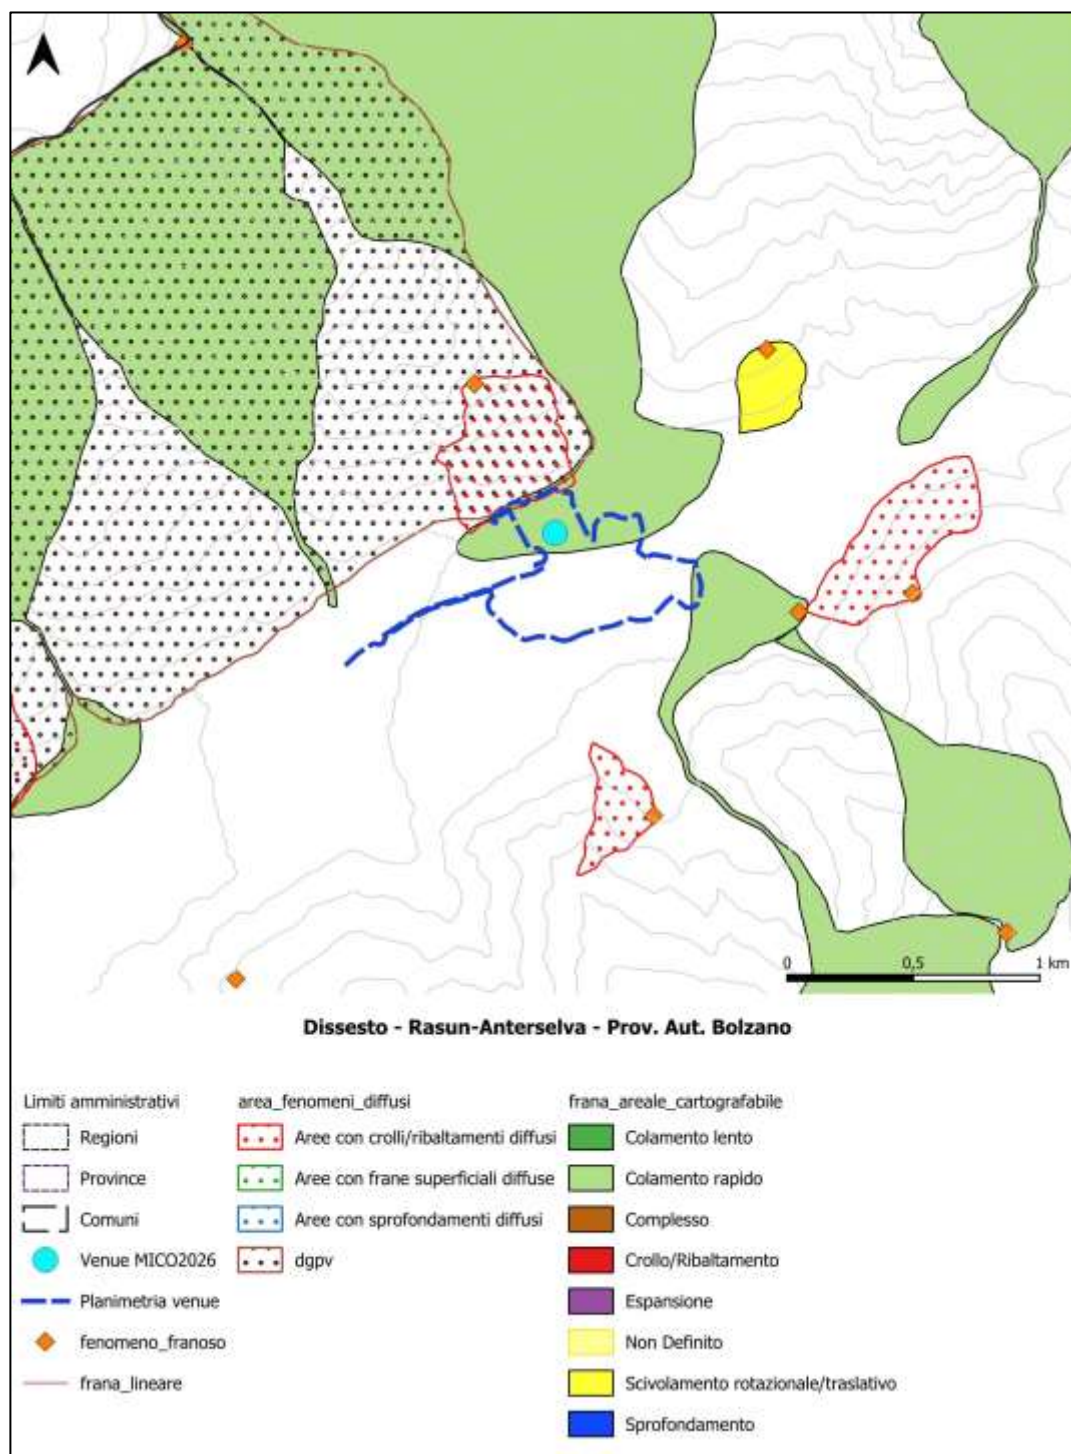 0 0,5 1 km
Dissesto - Rasun-Anterselva - Prov. Aut. Bolzano
Limiti amministrativi
Regioni
Province
Comuni
Venue MICO2026
Planimetria venue
fenomeno_franoso
frana_lineare
area_fenomeni_diffusi
Aree con crolli/ribaltamenti diffusi
Aree con frane superficiali diffuse
Aree con sprofondamenti diffusi
dgpv
frana_areale_cartografabile
Colamento lento
Colamento rapido
Complesso
Crollo/Ribaltamento
Espansione
Non Definito
Scivolamento rotazionale/traslativo
Sprofondamento